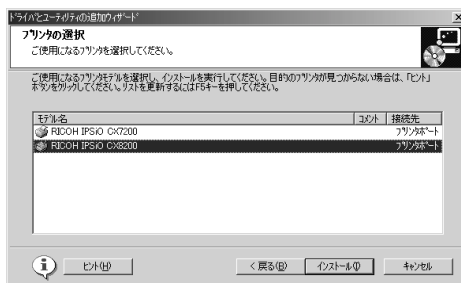 ドライバとユーティリティの追加ウィザード
プリンタの選択
ご使用になるプリンタを選択してください。
ご使用になるプリンタモデルを選択し、インストールを実行してください。目的のプリンタが見つからない場合は、「ヒント」
ボタンをクリックしてください。リストを更新するにはF5キーを押してください。
モデル名 コメント 接続先
RICOH IPSiO CX7200 プリンタポート
RICOH IPSiO CX8200 プリンタポート
ヒント(H) < 戻る(B) インストール(I) キャンセル